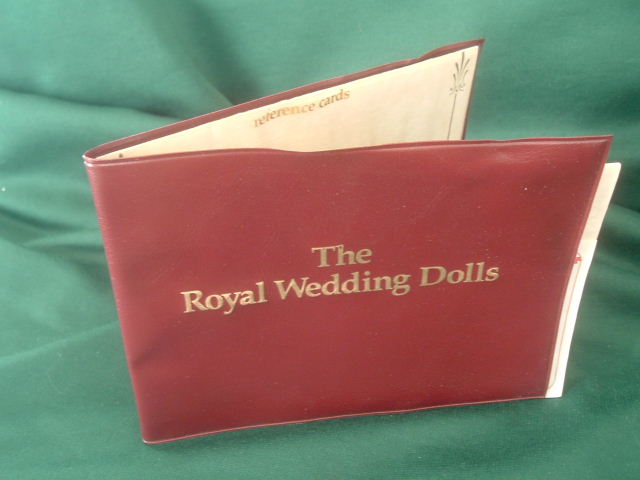 reference cards
The
Royal Wedding Dolls